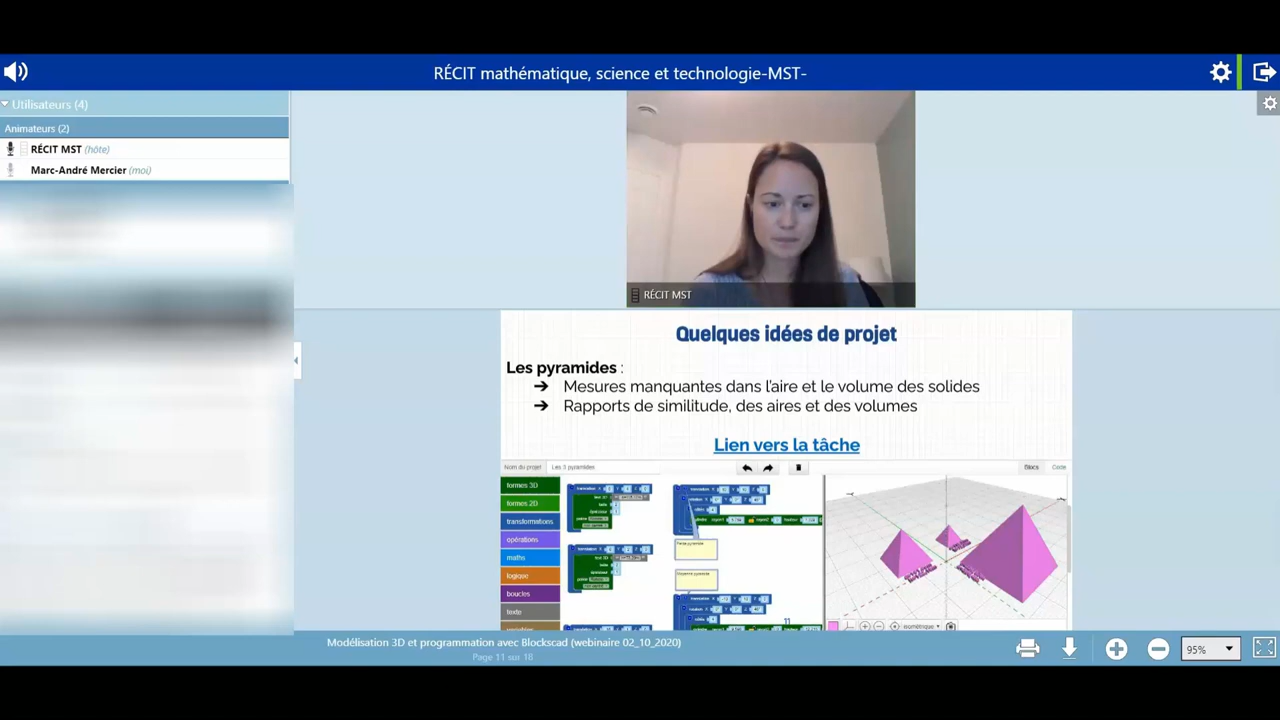 RÉCIT mathématique, science et technologie-MST-
Utilisateurs (4)
Animateurs (2)
RÉCIT MST (hôte)
Marc-André Mercier (moi)
RÉCIT MST
Quelques idées de projet
Les pyramides :
➔ Mesures manquantes dans l'aire et le volume des solides
➔ Rapports de similitude, des aires et des volumes
Lien vers la tâche
Nom du projet Les 3 pyramides
Blocs Code
formes 3D
formes 2D
transformations
opérations
maths
logique
boucles
texte
isométrique
11
Modélisation 3D et programmation avec Blockscad (webinaire 02_10_2020)
Page 11 sur 18
95%